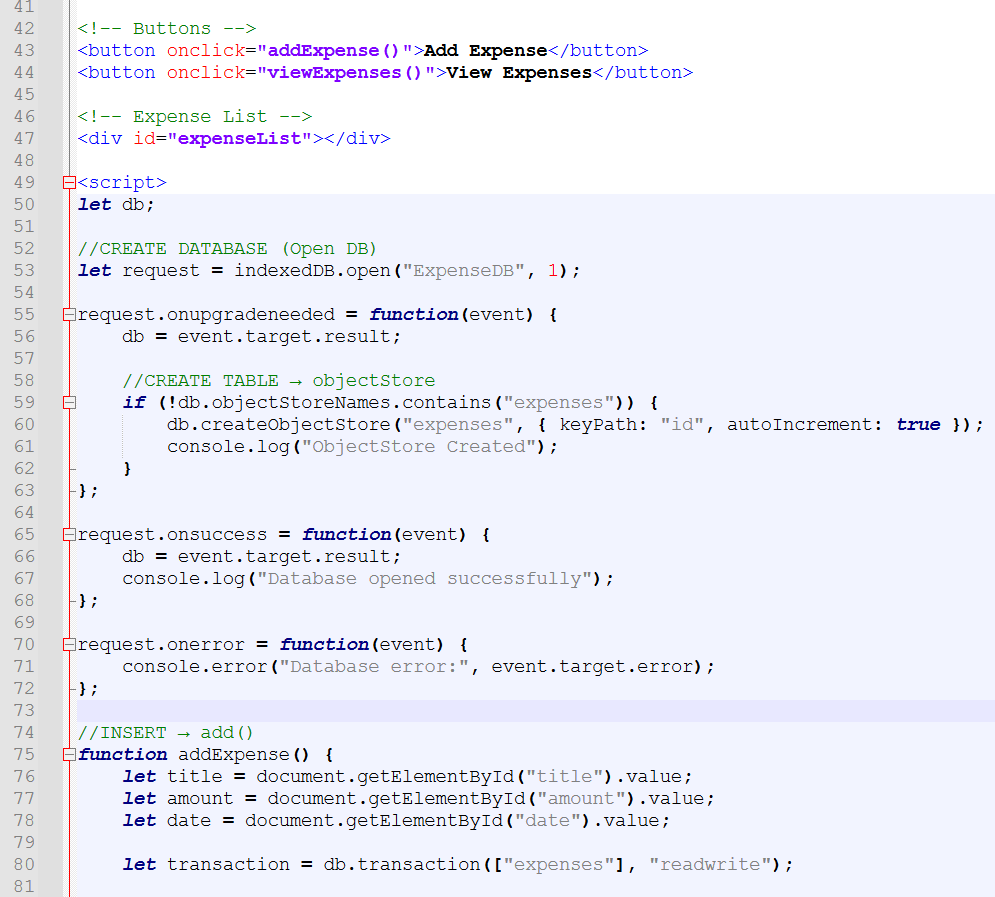 41
42 <!-- Buttons -->
43 <button onclick="addExpense()">Add Expense</button>
44 <button onclick="viewExpenses()">View Expenses</button>
45
46 <!-- Expense List -->
47 <div id="expenseList"></div>
48
49 <script>
50 let db;
51
52 //CREATE DATABASE (Open DB)
53 let request = indexedDB.open("ExpenseDB", 1);
54
55 request.onupgradeneeded = function(event) {
56     db = event.target.result;
57
58     //CREATE TABLE → objectStore
59     if (!db.objectStoreNames.contains("expenses")) {
60         db.createObjectStore("expenses", { keyPath: "id", autoIncrement: true });
61         console.log("ObjectStore Created");
62     }
63 };
64
65 request.onsuccess = function(event) {
66     db = event.target.result;
67     console.log("Database opened successfully");
68 };
69
70 request.onerror = function(event) {
71     console.error("Database error:", event.target.error);
72 };
73
74 //INSERT → add()
75 function addExpense() {
76     let title = document.getElementById("title").value;
77     let amount = document.getElementById("amount").value;
78     let date = document.getElementById("date").value;
79
80     let transaction = db.transaction(["expenses"], "readwrite");
81